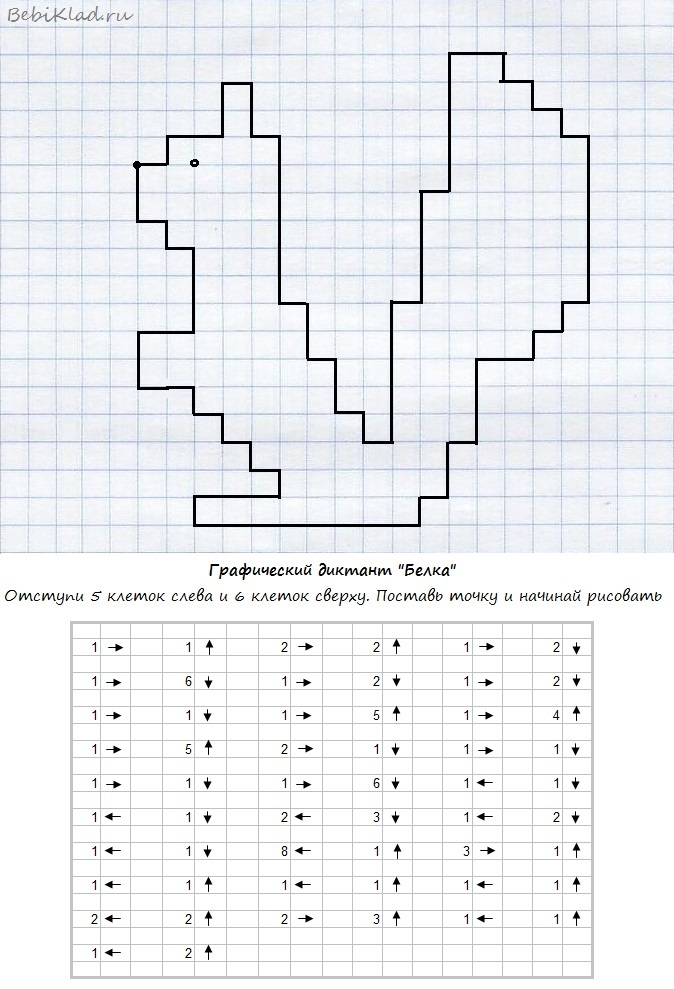 BebiKlad.ru
Графический диктант "Белка"
Отступи 5 клеток слева и 6 клеток сверху. Поставь точку и начинай рисовать
1 → 1 ↑ 2 → 2 ↑ 1 → 2 ↓
1 → 6 ↓ 1 → 2 ↓ 1 → 2 ↓
1 → 1 ↓ 1 → 5 ↑ 1 → 4 ↑
1 → 5 ↑ 2 → 1 ↓ 1 → 1 ↓
1 → 1 ↓ 1 → 6 ↓ 1 ← 1 ↓
1 ← 1 ↓ 2 ← 3 ↓ 1 ← 2 ↓
1 ← 1 ↓ 8 ← 1 ↑ 3 → 1 ↑
1 ← 1 ↑ 1 ← 1 ↑ 1 ← 1 ↑
2 ← 2 ↑ 2 → 3 ↑ 1 ← 1 ↑
1 ← 2 ↑